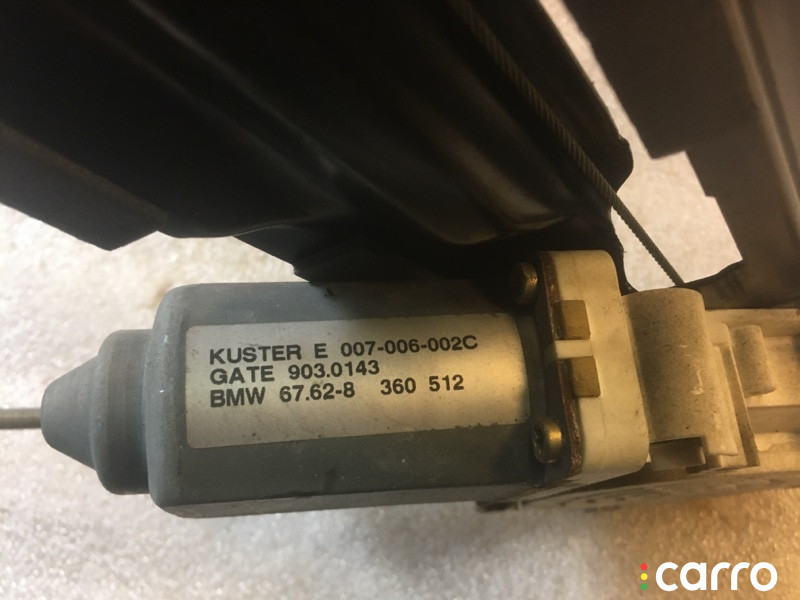 KUSTER E 007-006-002C
GATE 903.0143
BMW 67.62-8 360 512
carro